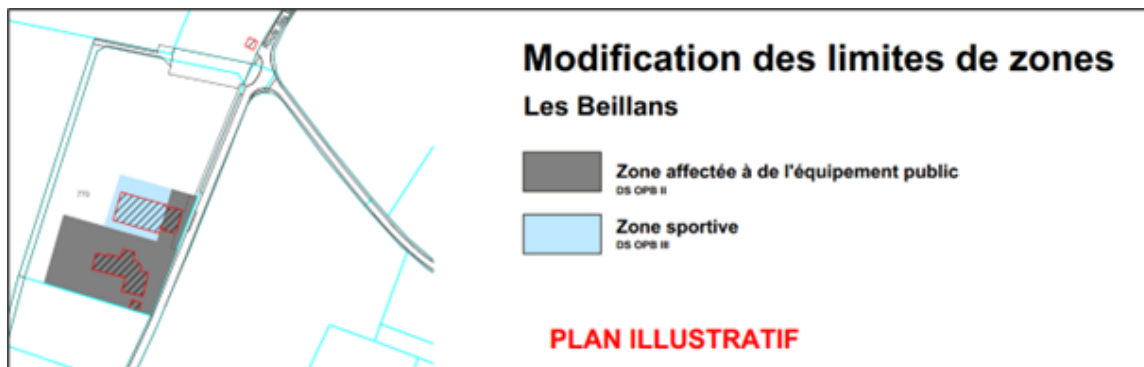 Modification des limites de zones
Les Beillans
Zone affectée à de l'équipement public
DS OPB II
Zone sportive
DS OPB III
PLAN ILLUSTRATIF